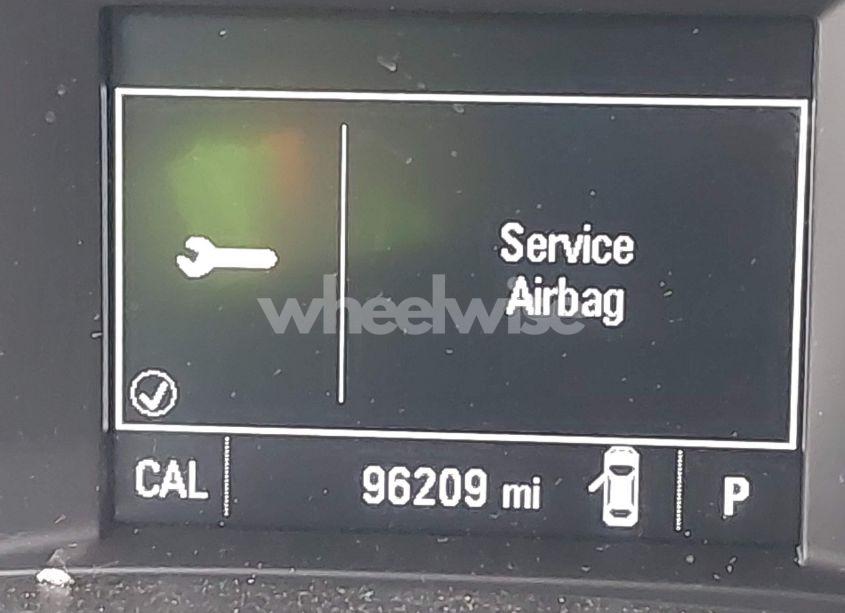 Service
Airbag
wheelwise
CAL 96209 mi P